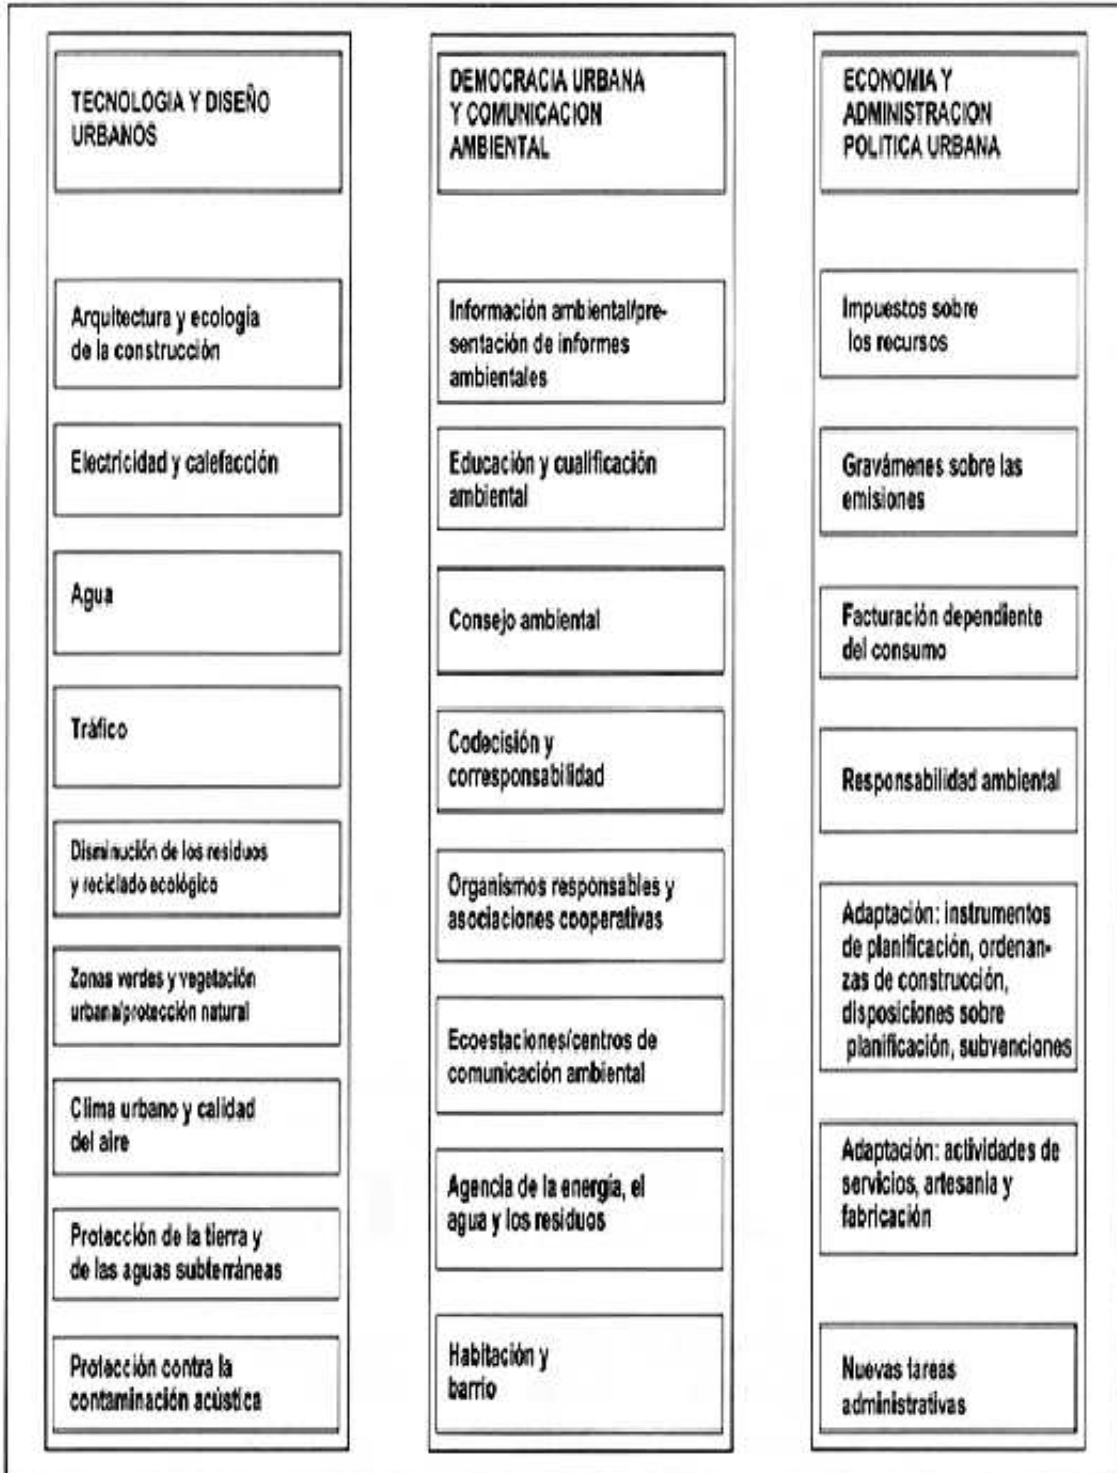 TECNOLOGIA Y DISEÑO
URBANOS
Arquitectura y ecologia
de la construcción
Electricidad y calefacción
Agua
Tráfico
Disminución de los residuos
y reciclado ecológico
Zonas verdes y vegetación
urbana/protección natural
Clima urbano y calidad
del aire
Protección de la tierra y
de las aguas subterráneas
Protección contra la
contaminación acústica
DEMOCRACIA URBANA
Y COMUNICACION
AMBIENTAL
Información ambiental/pre-
sentación de informes
ambientales
Educación y cualificación
ambiental
Consejo ambiental
Codecisión y
corresponsabilidad
Organismos responsables y
asociaciones cooperativas
Ecoestaciones/centros de
comunicación ambiental
Agencia de la energía, el
agua y los residuos
Habitación y
barrio
ECONOMIA Y
ADMINISTRACION
POLITICA URBANA
Impuestos sobre
los recursos
Gravámenes sobre las
emisiones
Facturación dependiente
del consumo
Responsabilidad ambiental
Adaptación: instrumentos
de planificación, ordenan-
zas de construcción,
disposiciones sobre
planificación, subvenciones
Adaptación: actividades de
servicios, artesanía y
fabricación
Nuevas tareas
administrativas